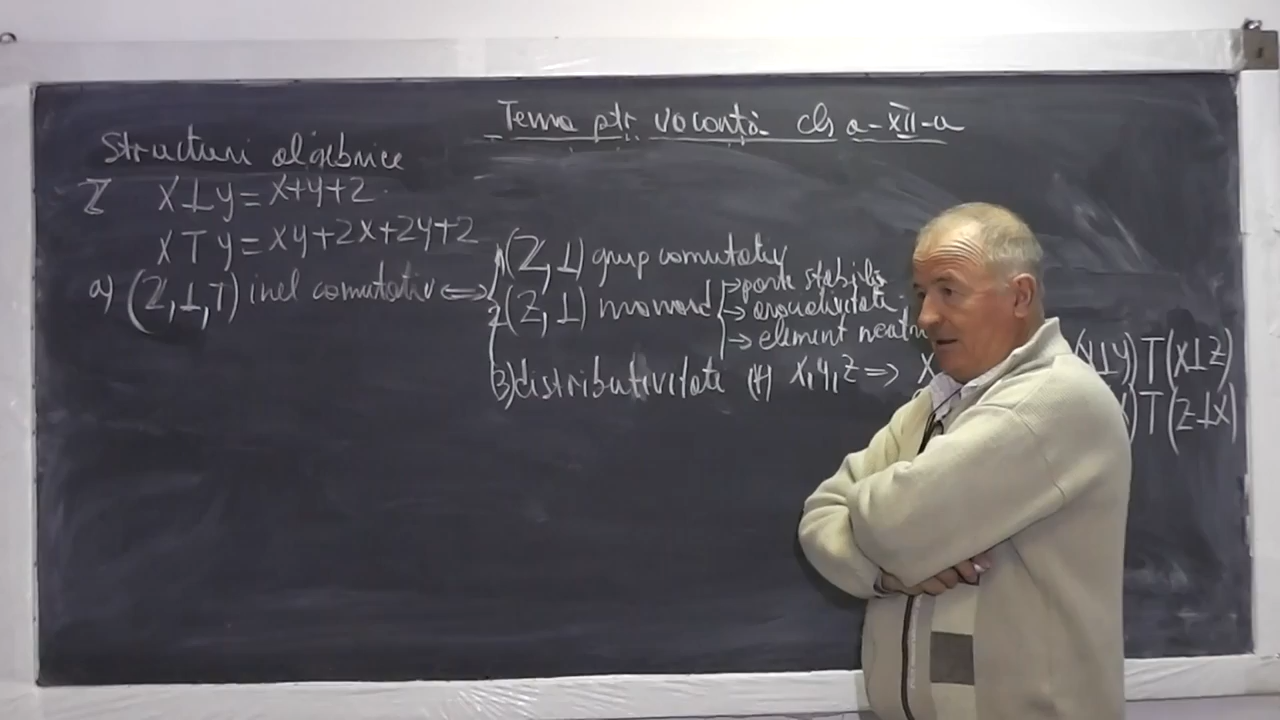 Tema ptr vacanţă cls a-XII-a
Structuri algebrice
ℤ x⊥y=x+y+2
x⊤y=xy+2x+2y+2
a) (ℤ,⊥,⊤) inel comutativ ⟺
1(ℤ,⊥) grup comutativ
2(ℤ,⊥) monoid
→parte stabilă
→ asociativitate
→ element neutru
3)distributivitate (∀) x,y,z ⟹ x
⊥y)⊤(x⊥z)
)⊤(z⊥x)